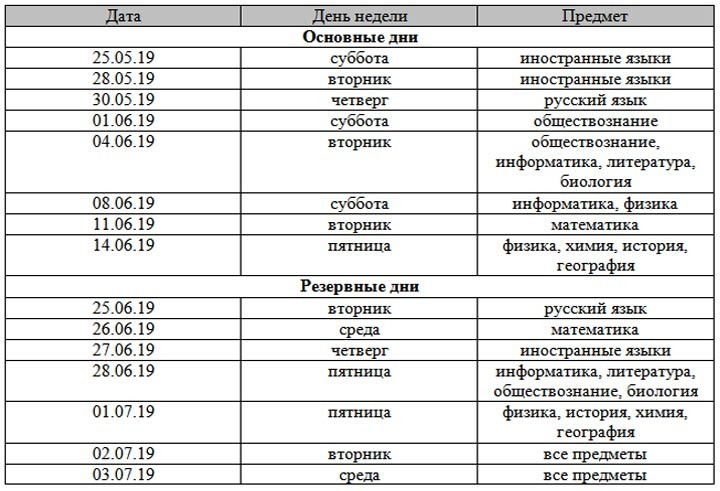 Дата День недели Предмет
Основные дни
25.05.19 суббота иностранные языки
28.05.19 вторник иностранные языки
30.05.19 четверг русский язык
01.06.19 суббота обществознание
04.06.19 вторник обществознание,
информатика, литература,
биология
08.06.19 суббота информатика, физика
11.06.19 вторник математика
14.06.19 пятница физика, химия, история,
география
Резервные дни
25.06.19 вторник русский язык
26.06.19 среда математика
27.06.19 четверг иностранные языки
28.06.19 пятница информатика, литература,
обществознание, биология
01.07.19 пятница физика, история, химия,
география
02.07.19 вторник все предметы
03.07.19 среда все предметы